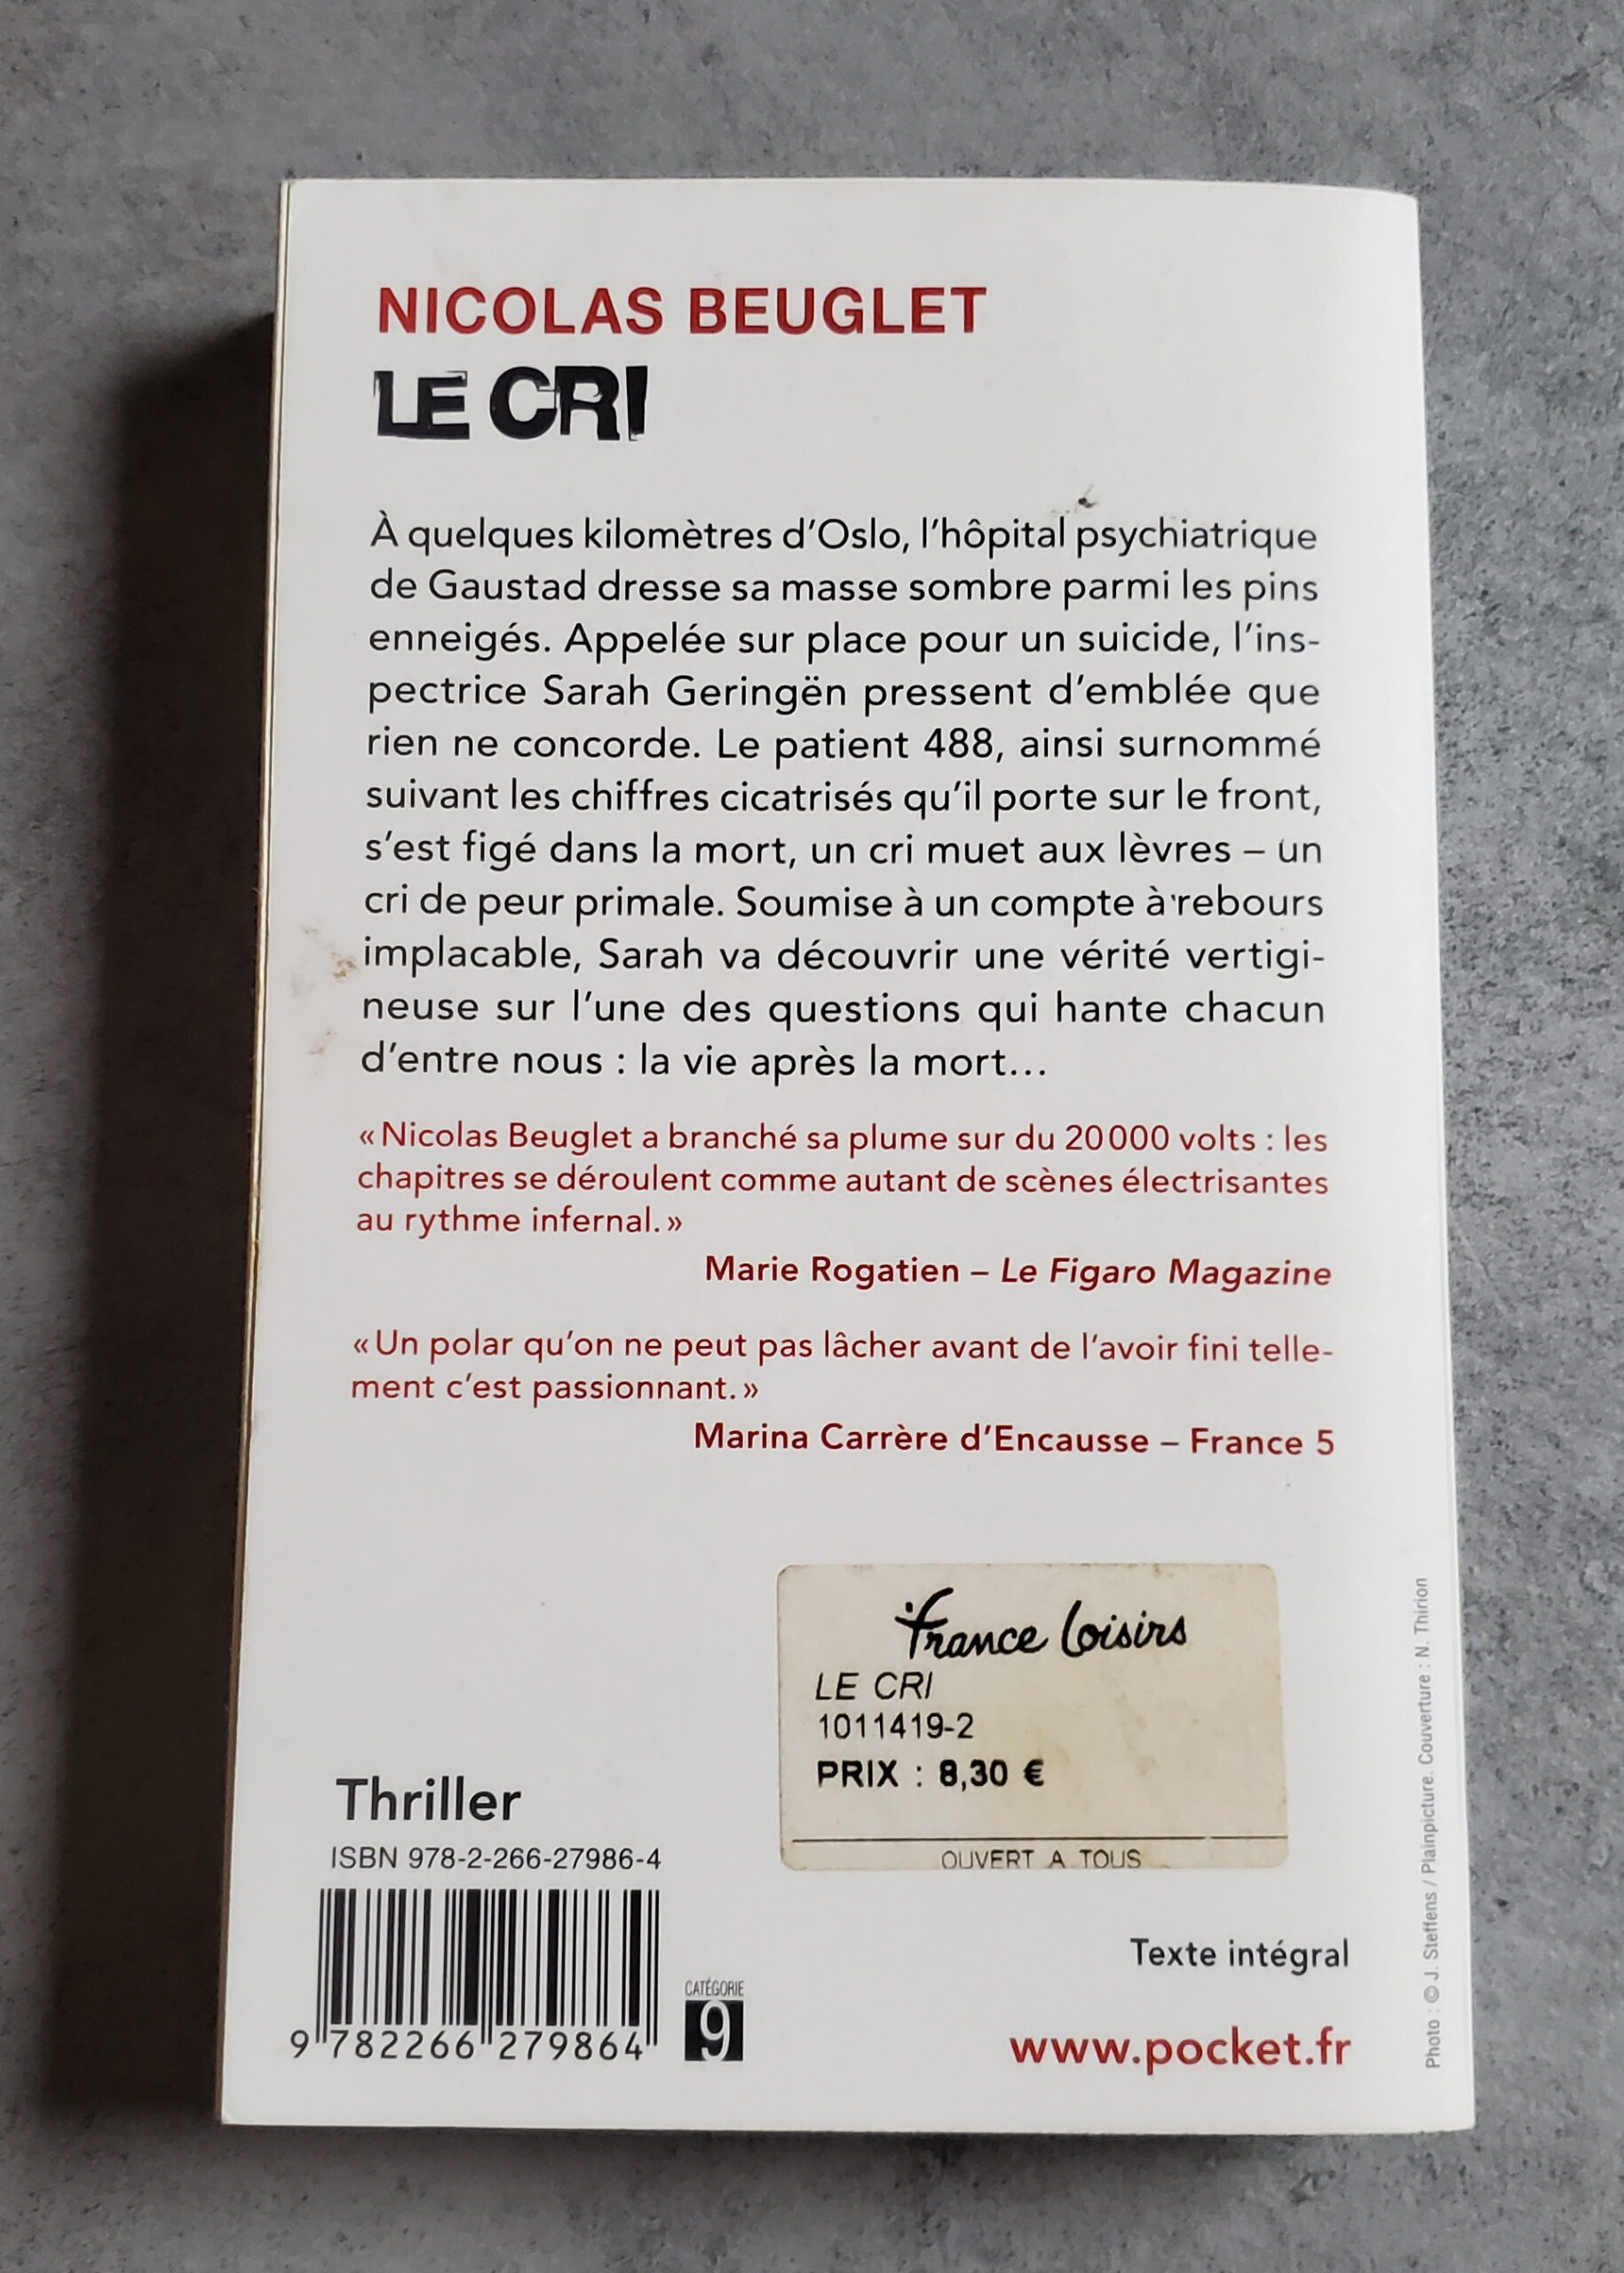 NICOLAS BEUGLET
LE CRI
À quelques kilomètres d’Oslo, l’hôpital psychiatrique
de Gaustad dresse sa masse sombre parmi les pins
enneigés. Appelée sur place pour un suicide, l’ins-
pectrice Sarah Geringën pressent d’emblée que
rien ne concorde. Le patient 488, ainsi surnommé
suivant les chiffres cicatrisés qu’il porte sur le front,
s’est figé dans la mort, un cri muet aux lèvres – un
cri de peur primale. Soumise à un compte à rebours
implacable, Sarah va découvrir une vérité vertigi-
neuse sur l’une des questions qui hante chacun
d’entre nous : la vie après la mort…
« Nicolas Beuglet a branché sa plume sur du 20 000 volts : les
chapitres se déroulent comme autant de scènes électrisantes
au rythme infernal. »
Marie Rogatien – Le Figaro Magazine
« Un polar qu’on ne peut pas lâcher avant de l’avoir fini telle-
ment c’est passionnant. »
Marina Carrère d’Encausse – France 5
France Loisirs
LE CRI
1011419-2
PRIX : 8,30 €
OUVERT A TOUS
Thriller
ISBN 978-2-266-27986-4
9 782266 279864
CATÉGORIE
9
Texte intégral
www.pocket.fr
Photo : © J. Steffens / Plainpicture. Couverture : N. Thirion